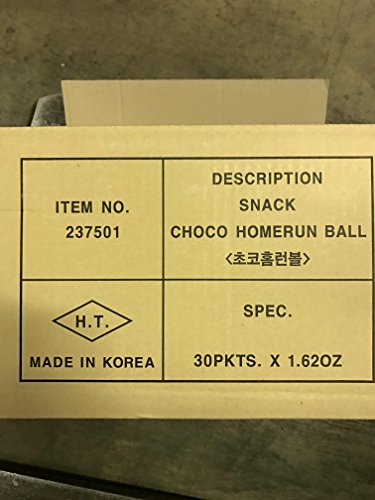 ITEM NO.
237501
DESCRIPTION
SNACK
CHOCO HOMERUN BALL
<초코홈런볼>
H.T.
MADE IN KOREA
SPEC.
30PKTS. X 1.62OZ